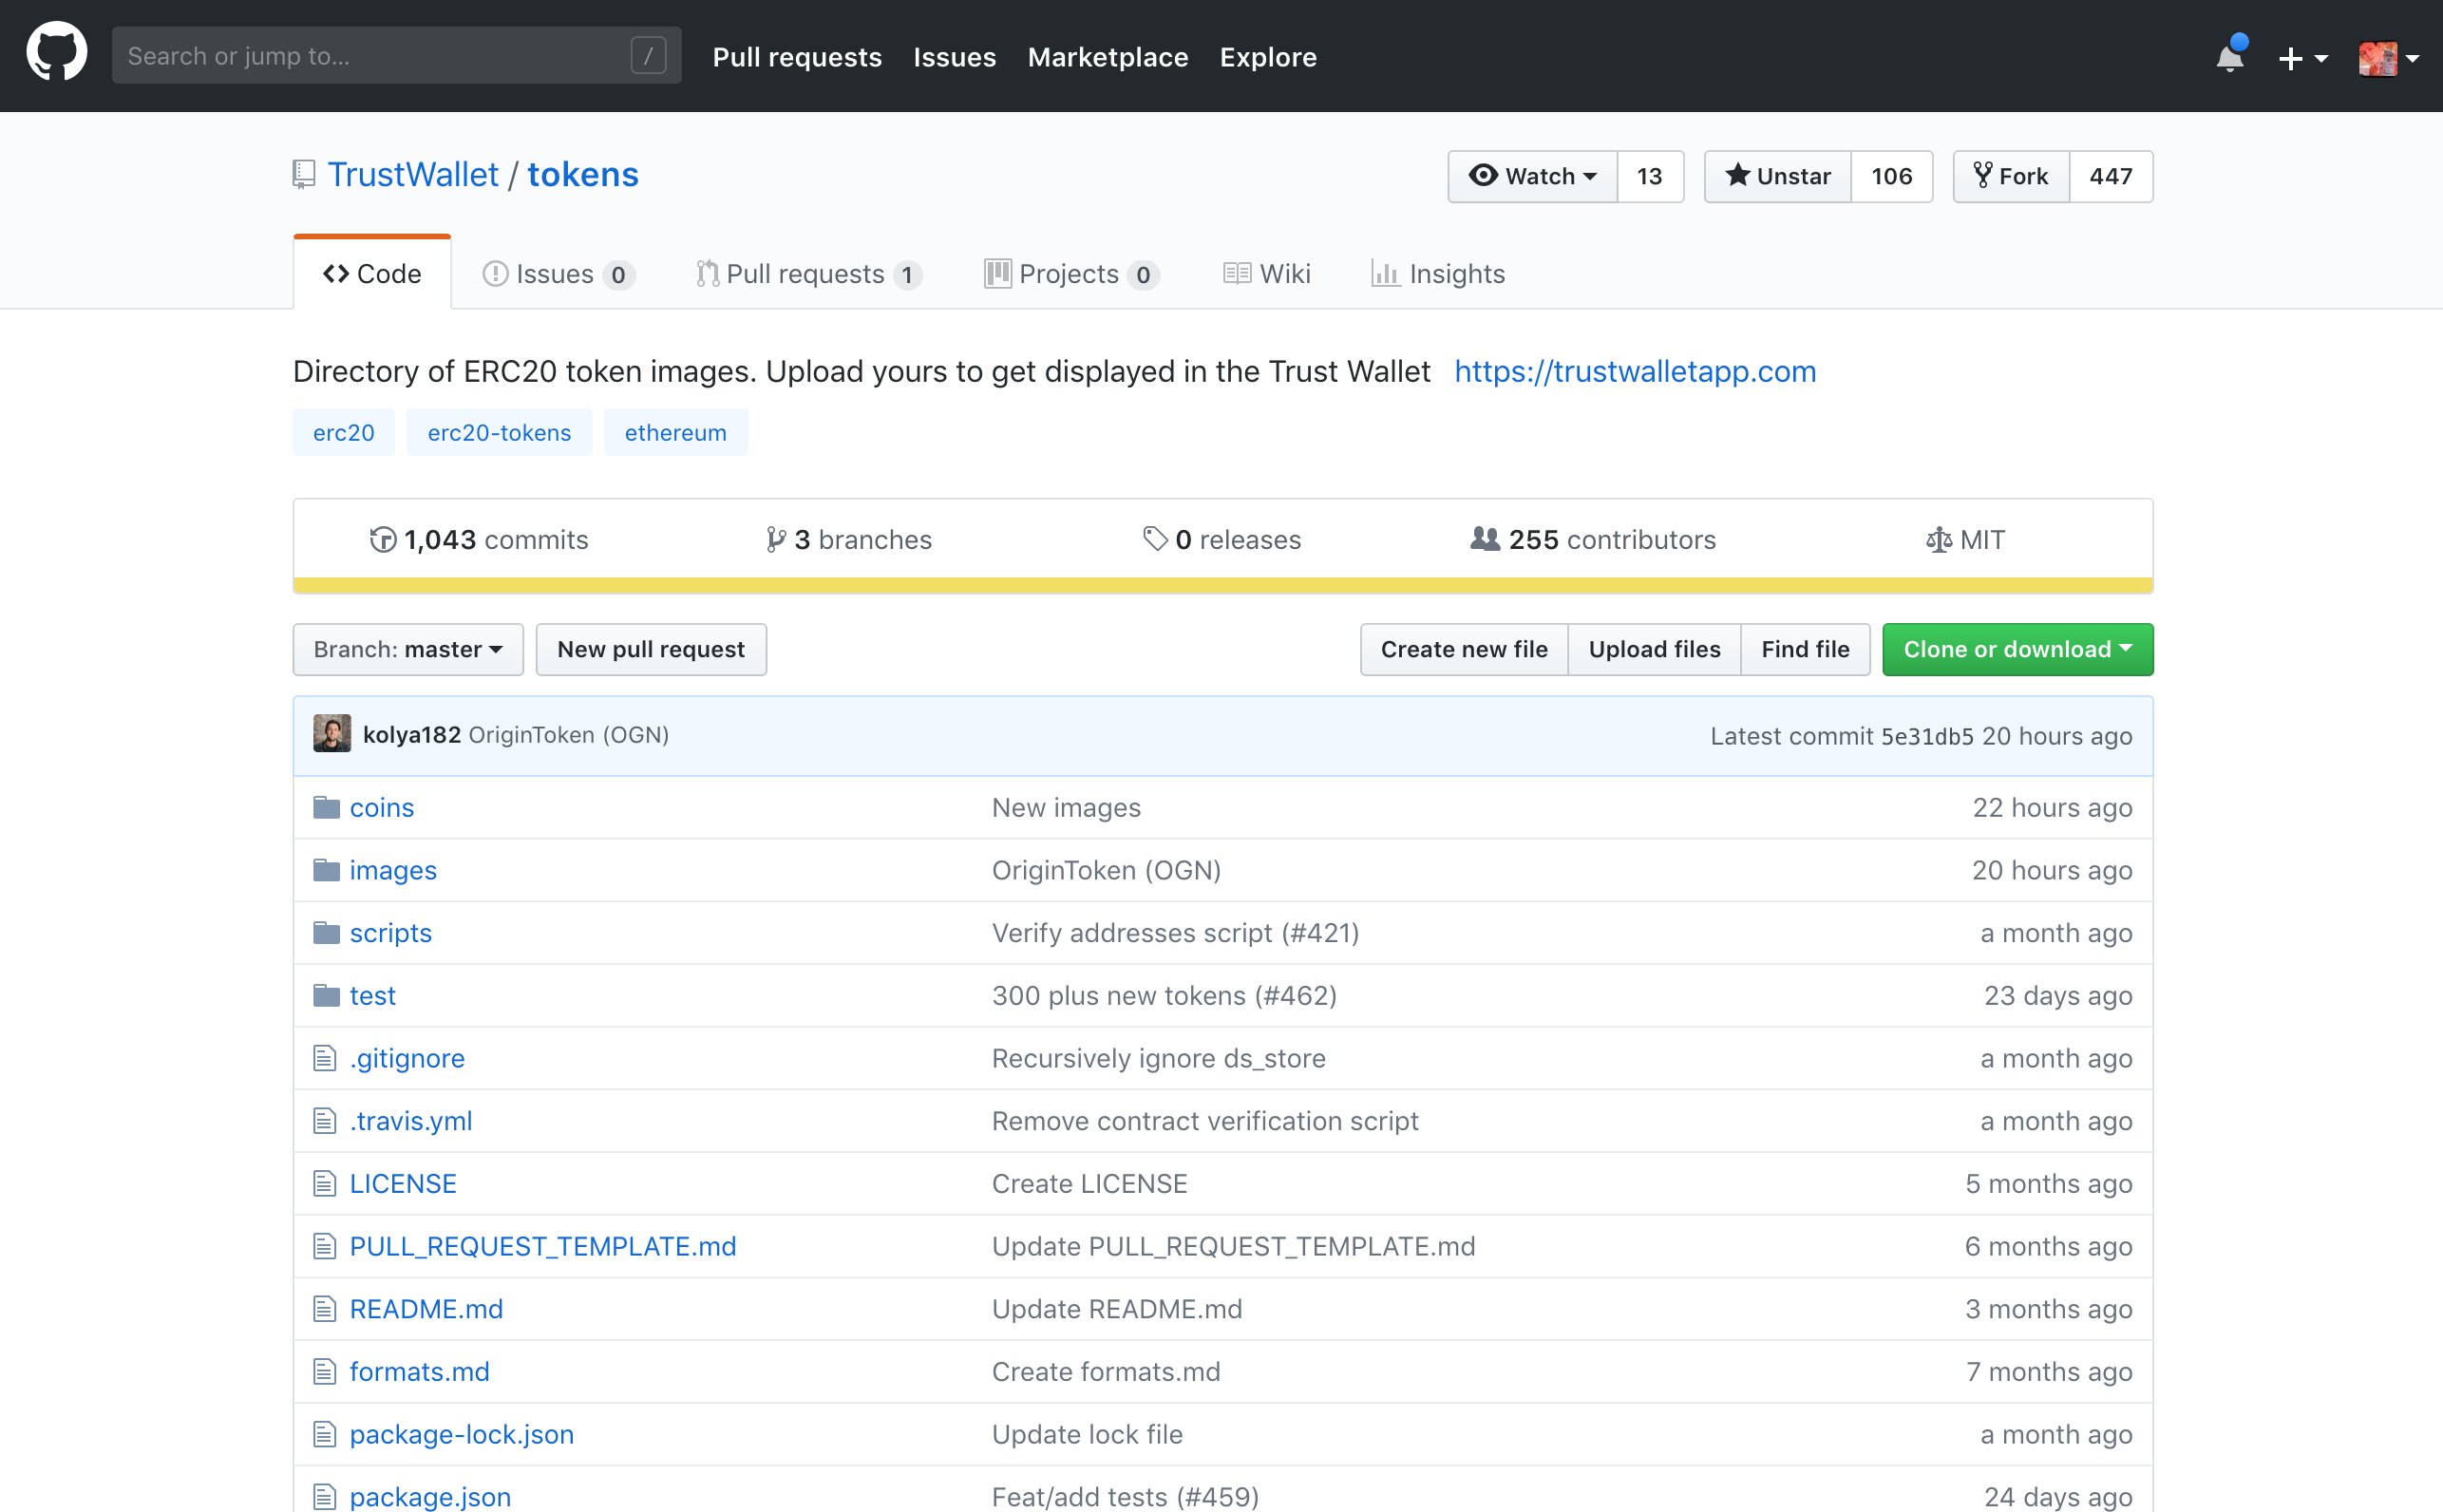 Search or jump to... / Pull requests Issues Marketplace Explore
TrustWallet / tokens Watch 13 Unstar 106 Fork 447
Code Issues 0 Pull requests 1 Projects 0 Wiki Insights
Directory of ERC20 token images. Upload yours to get displayed in the Trust Wallet https://trustwalletapp.com
erc20 erc20-tokens ethereum
1,043 commits 3 branches 0 releases 255 contributors MIT
Branch: master New pull request Create new file Upload files Find file Clone or download
kolya182 OriginToken (OGN) Latest commit 5e31db5 20 hours ago
coins New images 22 hours ago
images OriginToken (OGN) 20 hours ago
scripts Verify addresses script (#421) a month ago
test 300 plus new tokens (#462) 23 days ago
.gitignore Recursively ignore ds_store a month ago
.travis.yml Remove contract verification script a month ago
LICENSE Create LICENSE 5 months ago
PULL_REQUEST_TEMPLATE.md Update PULL_REQUEST_TEMPLATE.md 6 months ago
README.md Update README.md 3 months ago
formats.md Create formats.md 7 months ago
package-lock.json Update lock file a month ago
package.json Feat/add tests (#459) 24 days ago